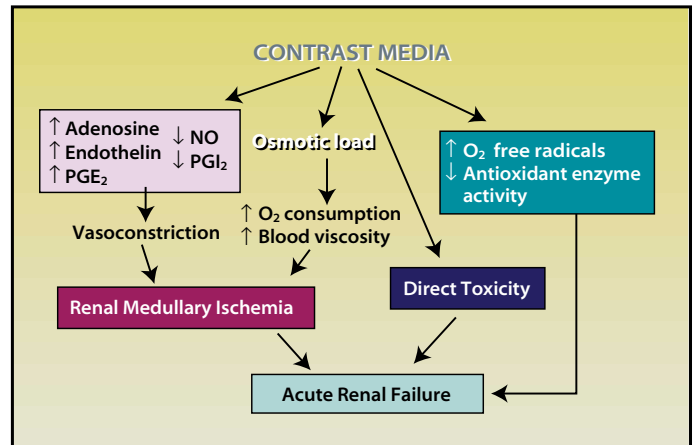 CONTRAST MEDIA
↑ Adenosine
↑ Endothelin
↑ PGE₂
↓ NO
↓ PGI₂
Osmotic load
↑ O₂ free radicals
↓ Antioxidant enzyme
activity
Vasoconstriction
↑ O₂ consumption
↑ Blood viscosity
Renal Medullary Ischemia
Direct Toxicity
Acute Renal Failure